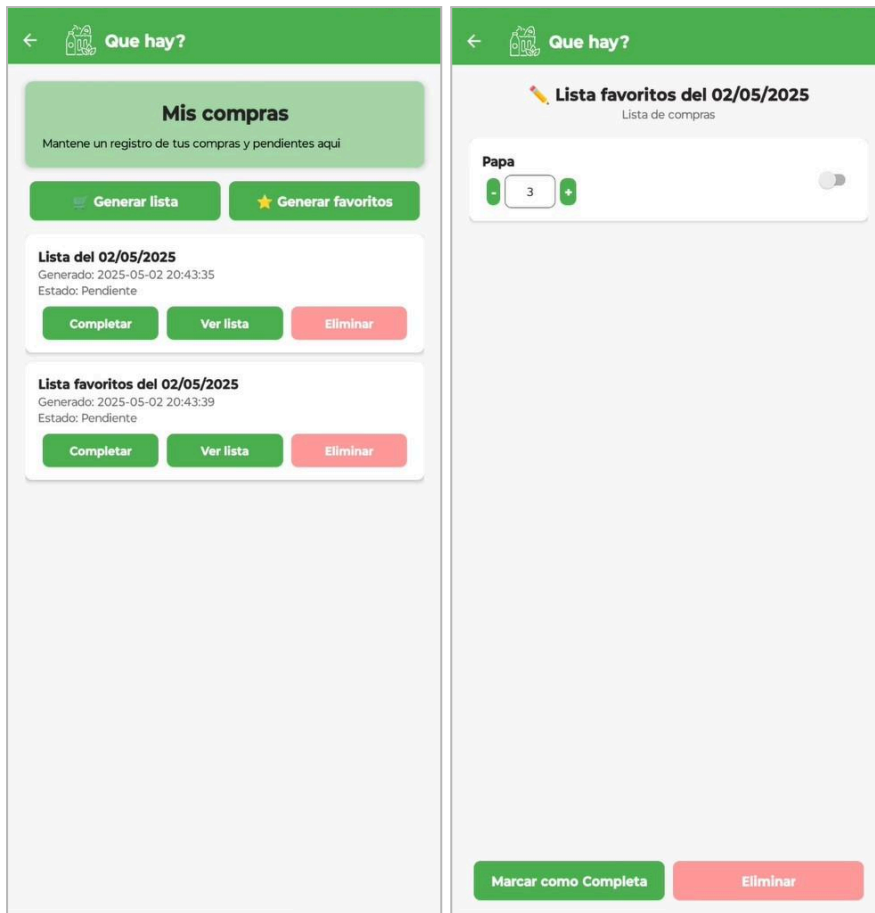 Que hay?
Mis compras
Mantene un registro de tus compras y pendientes aqui
Generar lista
Generar favoritos
Lista del 02/05/2025
Generado: 2025-05-02 20:43:35
Estado: Pendiente
Completar Ver lista Eliminar
Lista favoritos del 02/05/2025
Generado: 2025-05-02 20:43:39
Estado: Pendiente
Completar Ver lista Eliminar
Que hay?
Lista favoritos del 02/05/2025
Lista de compras
Papa
- 3 +
Marcar como Completa Eliminar